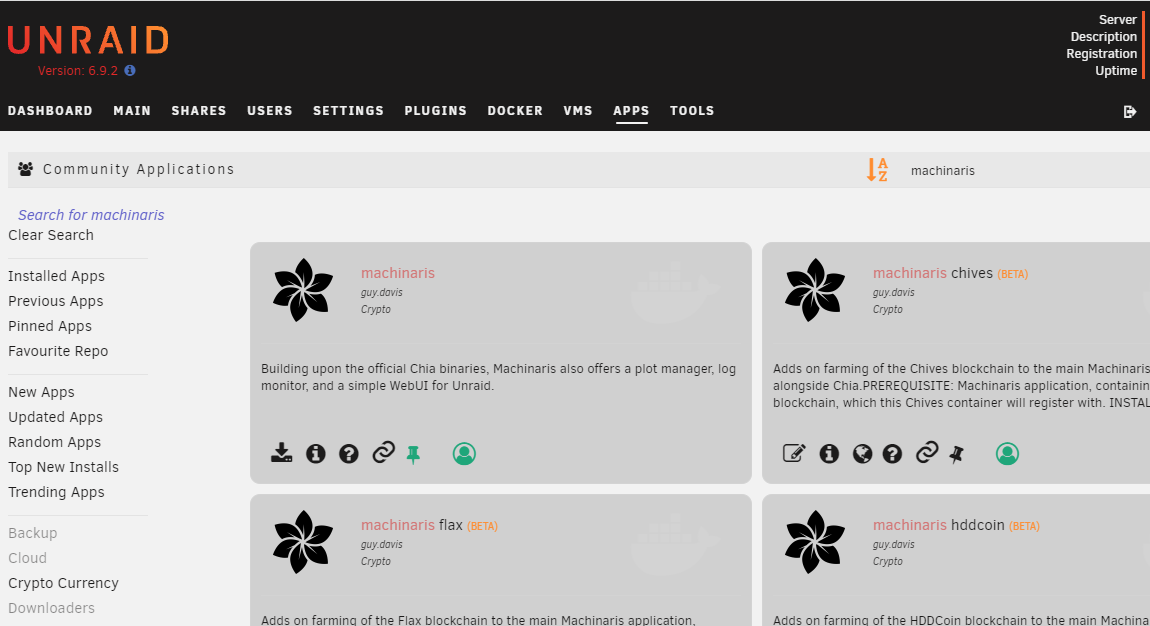 UNRAID
Version: 6.9.2
Server
Description
Registration
Uptime
DASHBOARD MAIN SHARES USERS SETTINGS PLUGINS DOCKER VMS APPS TOOLS
Community Applications
A
Z
machinaris
Search for machinaris
Clear Search
Installed Apps
Previous Apps
Pinned Apps
Favourite Repo
New Apps
Updated Apps
Random Apps
Top New Installs
Trending Apps
Backup
Cloud
Crypto Currency
Downloaders
machinaris
guy.davis
Crypto
Building upon the official Chia binaries, Machinaris also offers a plot manager, log
monitor, and a simple WebUI for Unraid.
machinaris chives (BETA)
guy.davis
Crypto
Adds on farming of the Chives blockchain to the main Machinaris
alongside Chia.PREREQUISITE: Machinaris application, containin
blockchain, which this Chives container will register with. INSTAL
machinaris flax (BETA)
guy.davis
Crypto
Adds on farming of the Flax blockchain to the main Machinaris application,
machinaris hddcoin (BETA)
guy.davis
Crypto
Adds on farming of the HDDCoin blockchain to the main Machina